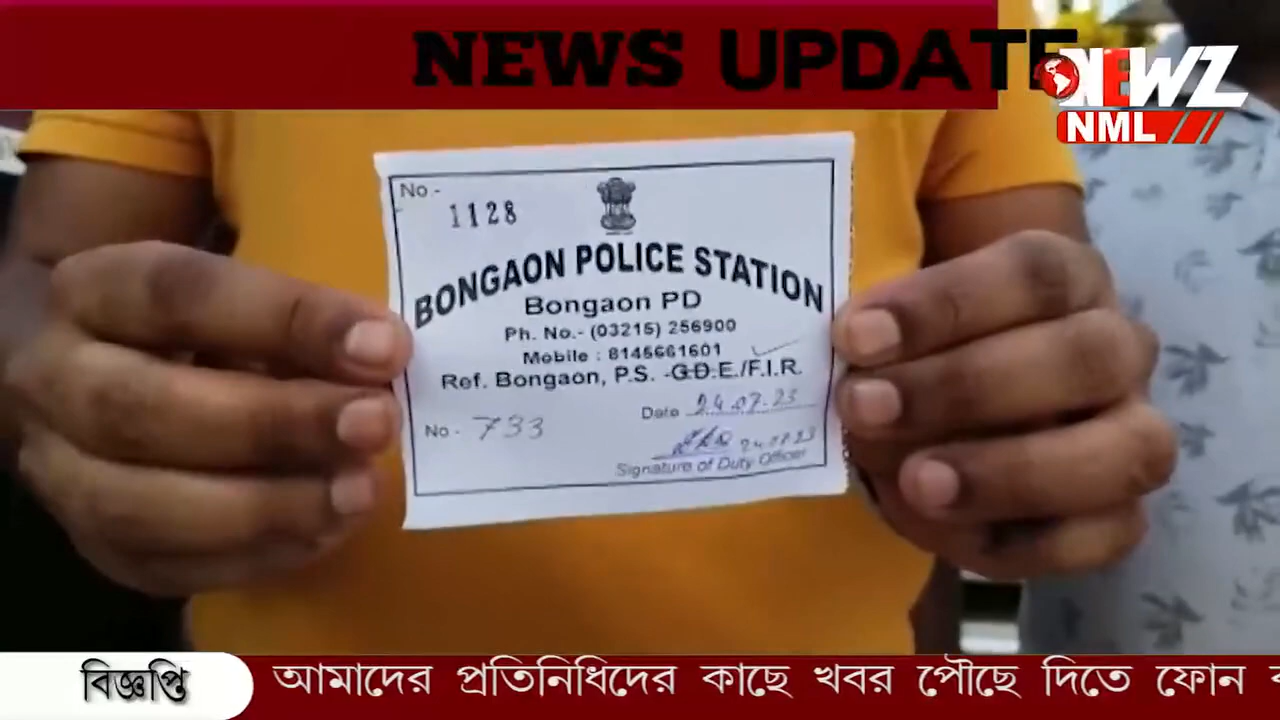 NEWS UPDATE
NEWZ
NML
No.-
1128
BONGAON POLICE STATION
Bongaon PD
Ph. No.- (03215) 256900
Mobile : 8145661601
Ref. Bongaon, P.S. -G.D.E./F.I.R.
No - 733
Date 24.07.23
24.07.23
Signature of Duty Officer
বিজ্ঞপ্তি
আমাদের প্রতিনিধিদের কাছে খবর পৌছে দিতে ফোন